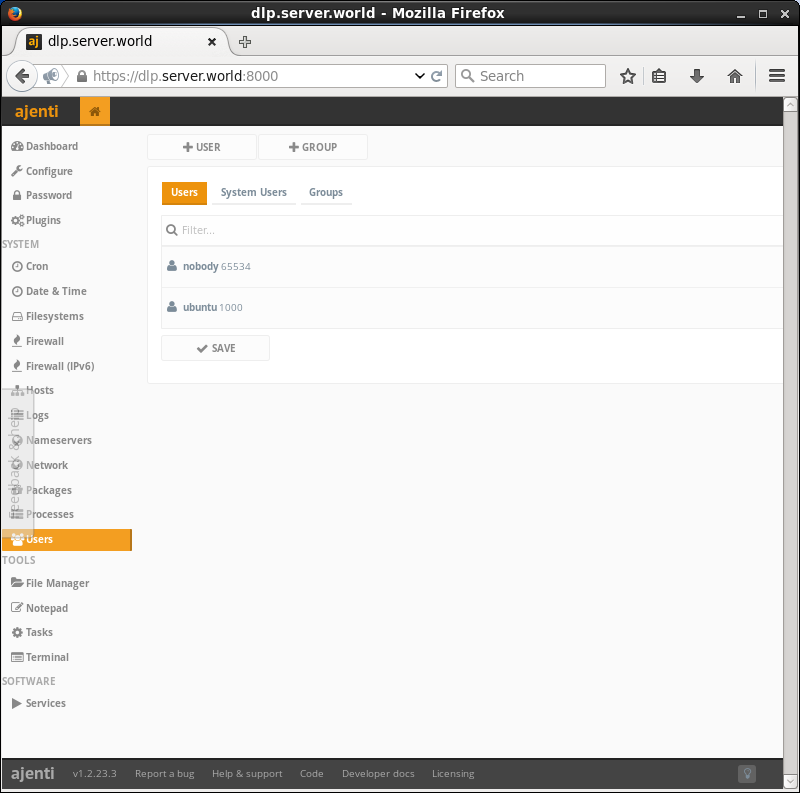 dlp.server.world - Mozilla Firefox
aj dlp.server.world
https://dlp.server.world:8000 Search
ajenti
Dashboard
Configure
Password
Plugins
SYSTEM
Cron
Date & Time
Filesystems
Firewall
Firewall (IPv6)
Hosts
Logs
Nameservers
Network
Packages
Processes
Users
TOOLS
File Manager
Notepad
Tasks
Terminal
SOFTWARE
Services
Feedback & help
USER GROUP
Users System Users Groups
Filter...
nobody 65534
ubuntu 1000
SAVE
ajenti v1.2.23.3 Report a bug Help & support Code Developer docs Licensing